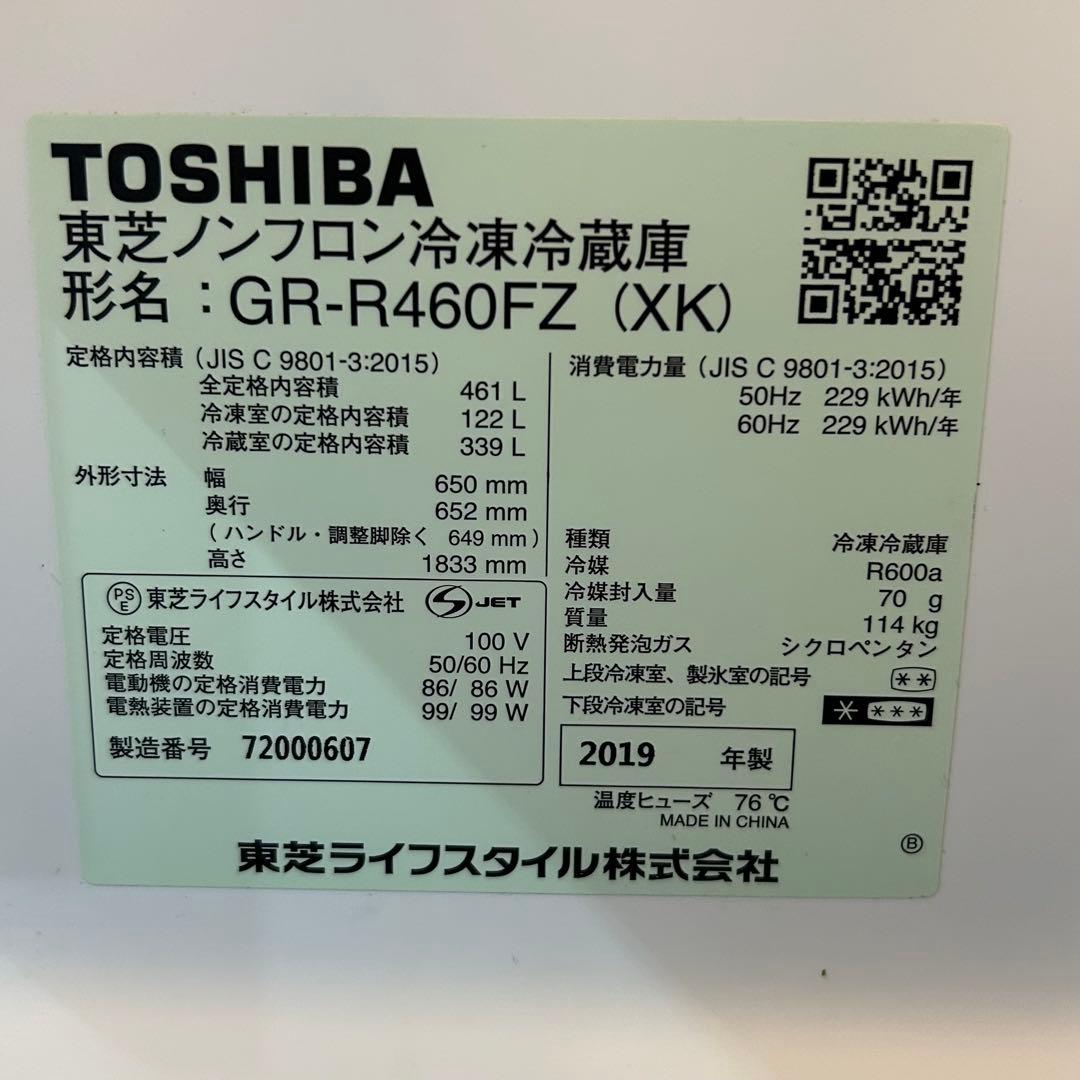 TOSHIBA
東芝ノンフロン冷凍冷蔵庫
形名：GR-R460FZ（XK）
定格内容積（JIS C 9801-3:2015）
全定格内容積 461 L
冷凍室の定格内容積 122 L
冷蔵室の定格内容積 339 L
外形寸法 幅 650 mm
奥行 652 mm
（ハンドル・調整脚除く 649 mm）
高さ 1833 mm
消費電力量（JIS C 9801-3:2015）
50Hz 229 kWh/年
60Hz 229 kWh/年
種類 冷凍冷蔵庫
冷媒 R600a
冷媒封入量 70 g
質量 114 kg
断熱発泡ガス シクロペンタン
上段冷凍室、製氷室の記号 **
下段冷凍室の記号 * ***
PSE 東芝ライフスタイル株式会社 S JET
定格電圧 100 V
定格周波数 50/60 Hz
電動機の定格消費電力 86/ 86 W
電熱装置の定格消費電力 99/ 99 W
製造番号 72000607
2019 年製
温度ヒューズ 76 ℃
MADE IN CHINA
Ⓑ
東芝ライフスタイル株式会社